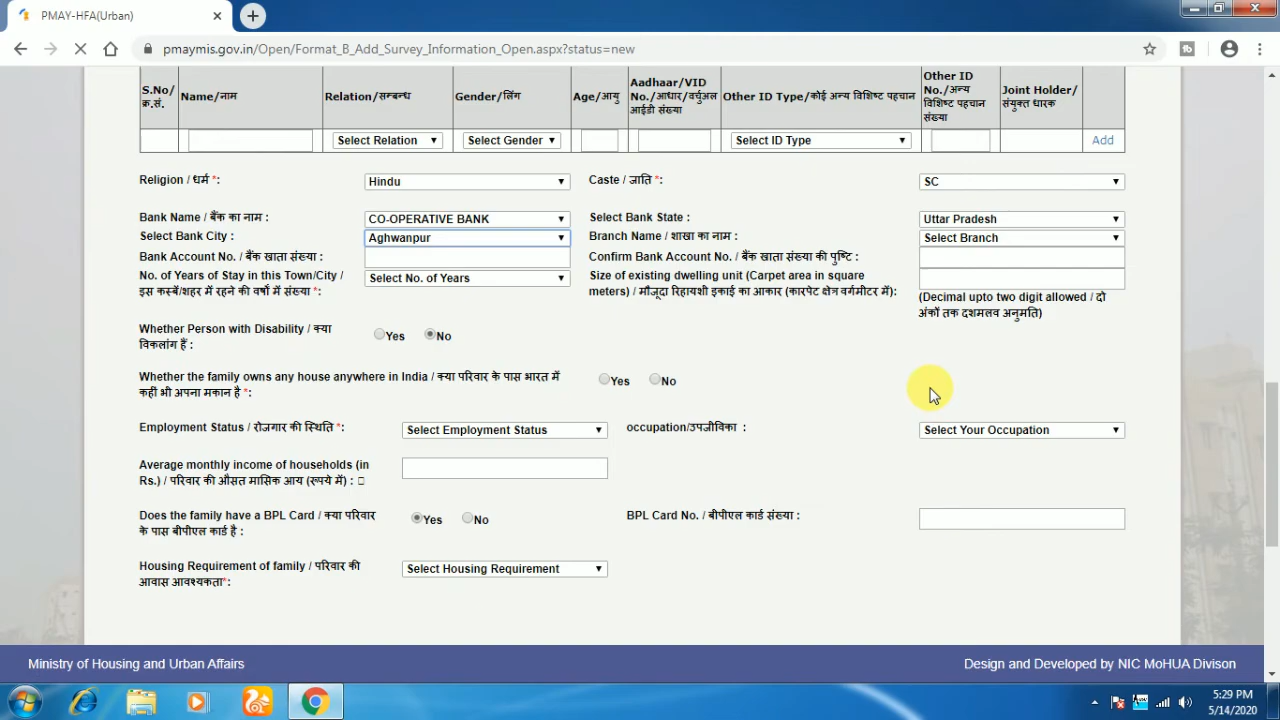 PMAY-HFA(Urban)
pmaymis.gov.in/Open/Format_B_Add_Survey_Information_Open.aspx?status=new
S.No/ क्र.सं. Name/नाम Relation/सम्बन्ध Gender/लिंग Age/आयु Aadhaar/VID No./आधार/वर्चुअल आईडी संख्या Other ID Type/कोई अन्य विशिष्ट पहचान Other ID No./अन्य विशिष्ट पहचान संख्या Joint Holder/ संयुक्त धारक
Select Relation Select Gender Select ID Type Add
Religion / धर्म *: Hindu Caste / जाति *: SC
Bank Name / बैंक का नाम : CO-OPERATIVE BANK Select Bank State : Uttar Pradesh
Select Bank City : Aghwanpur Branch Name / शाखा का नाम : Select Branch
Bank Account No. / बैंक खाता संख्या : Confirm Bank Account No. / बैंक खाता संख्या की पुष्टि :
No. of Years of Stay in this Town/City / Select No. of Years Size of existing dwelling unit (Carpet area in square
इस कस्बें/शहर में रहने की वर्षो में संख्या *: meters) / मौजूदा रिहायशी इकाई का आकार (कारपेट क्षेत्र वर्गमीटर में):
(Decimal upto two digit allowed / दो
अंकों तक दशमलव अनुमति)
Whether Person with Disability / क्या
विकलांग हैं : Yes No
Whether the family owns any house anywhere in India / क्या परिवार के पास भारत में
कहीं भी अपना मकान है *: Yes No
Employment Status / रोजगार की स्थिति *: Select Employment Status occupation/उपजीविका : Select Your Occupation
Average monthly income of households (in
Rs.) / परिवार की औसत मासिक आय (रूपये में) :
Does the family have a BPL Card / क्या परिवार Yes No BPL Card No. / बीपीएल कार्ड संख्या :
के पास बीपीएल कार्ड है :
Housing Requirement of family / परिवार की Select Housing Requirement
आवास आवश्यकता*:
Ministry of Housing and Urban Affairs Design and Developed by NIC MoHUA Divison
5:29 PM
5/14/2020